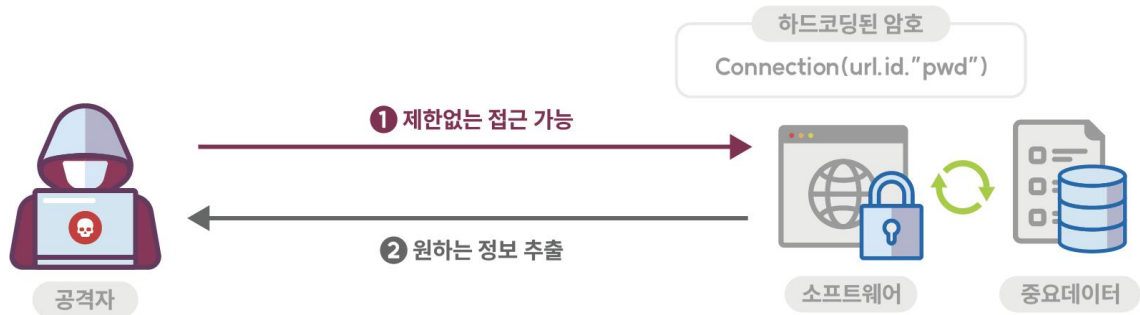 하드코딩된 암호
Connection(url.id."pwd")
❶ 제한없는 접근 가능
❷ 원하는 정보 추출
공격자
소프트웨어
중요데이터